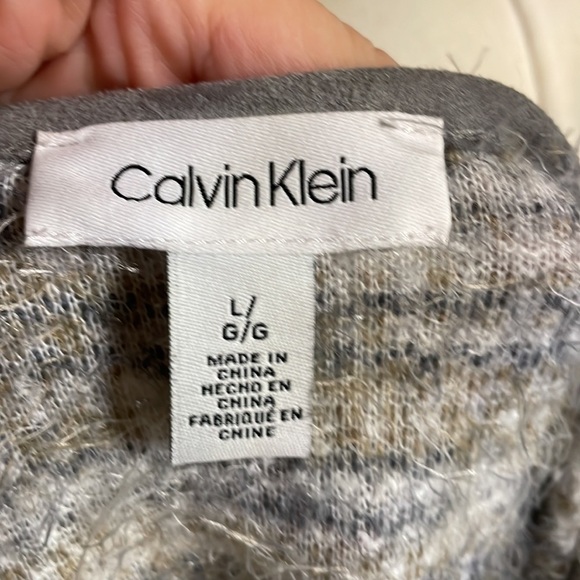 Calvin Klein
L/
G/G
MADE IN
CHINA
HECHO EN
CHINA
FABRIQUÉ EN
CHINE